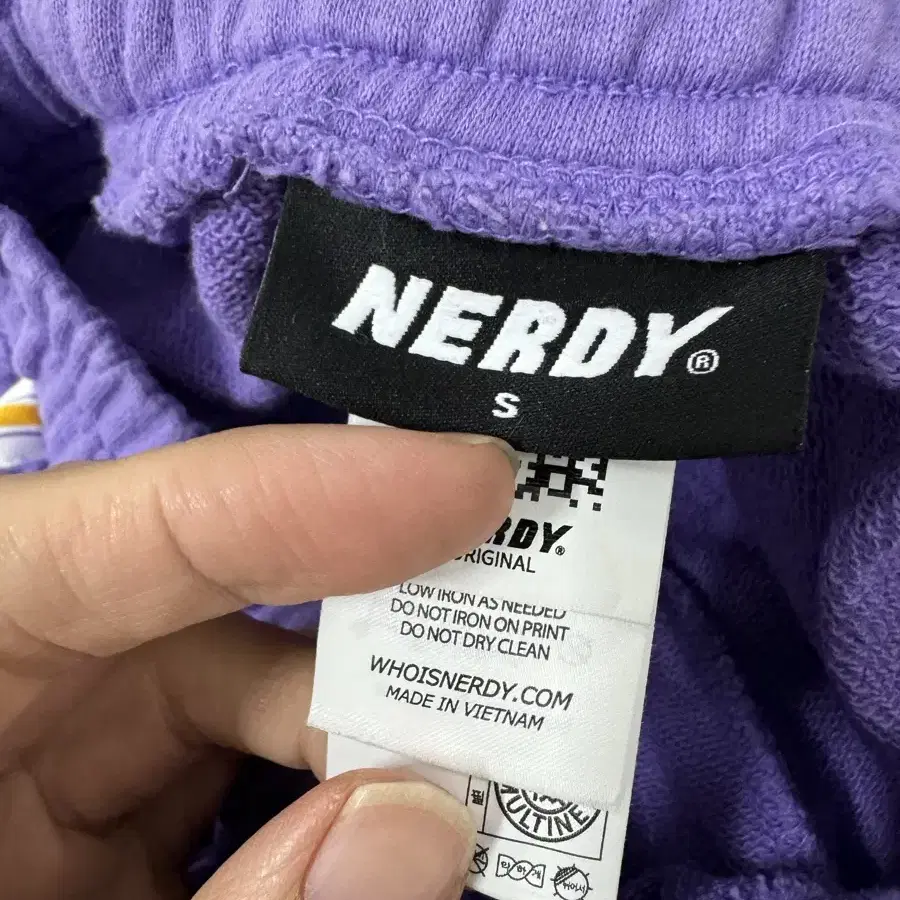 NERDY®
S
RDY®
ORIGINAL
LOW IRON AS NEEDED
DO NOT IRON ON PRINT
DO NOT DRY CLEAN
WHOISNERDY.COM
MADE IN VIETNAM
ULTINE